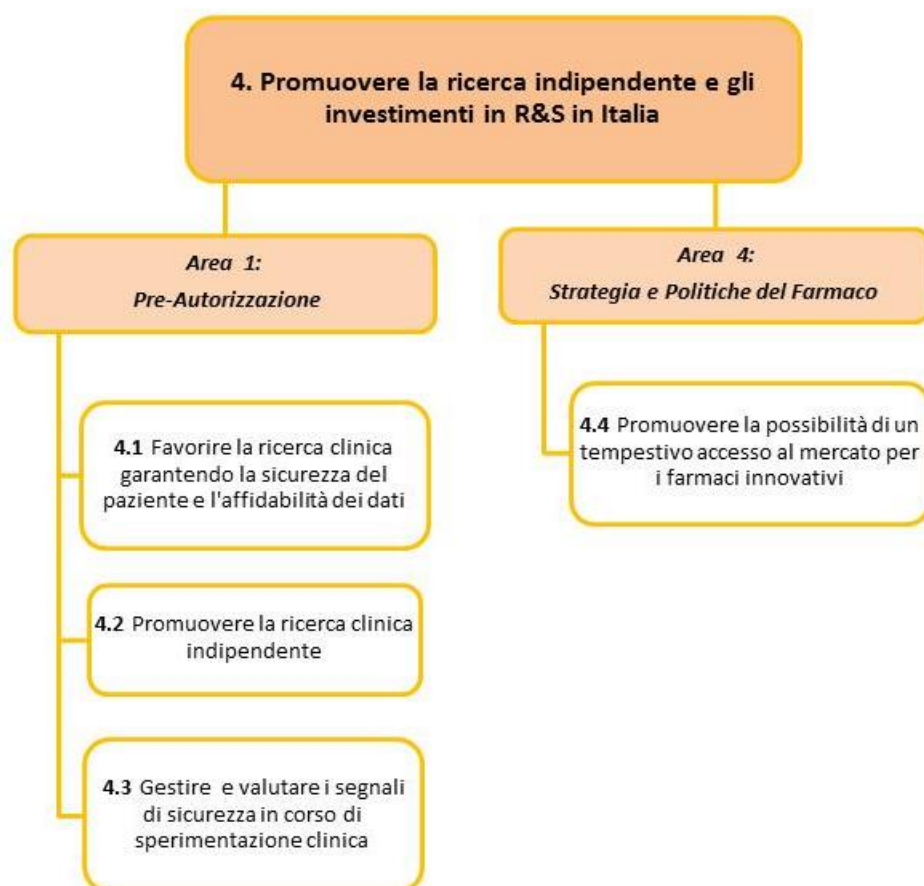 4. Promuovere la ricerca indipendente e gli
investimenti in R&S in Italia
Area 1:
Pre-Autorizzazione
4.1 Favorire la ricerca clinica
garantendo la sicurezza del
paziente e l'affidabilità dei dati
4.2 Promuovere la ricerca clinica
indipendente
4.3 Gestire e valutare i segnali
di sicurezza in corso di
sperimentazione clinica
Area 4:
Strategia e Politiche del Farmaco
4.4 Promuovere la possibilità di un
tempestivo accesso al mercato per
i farmaci innovativi